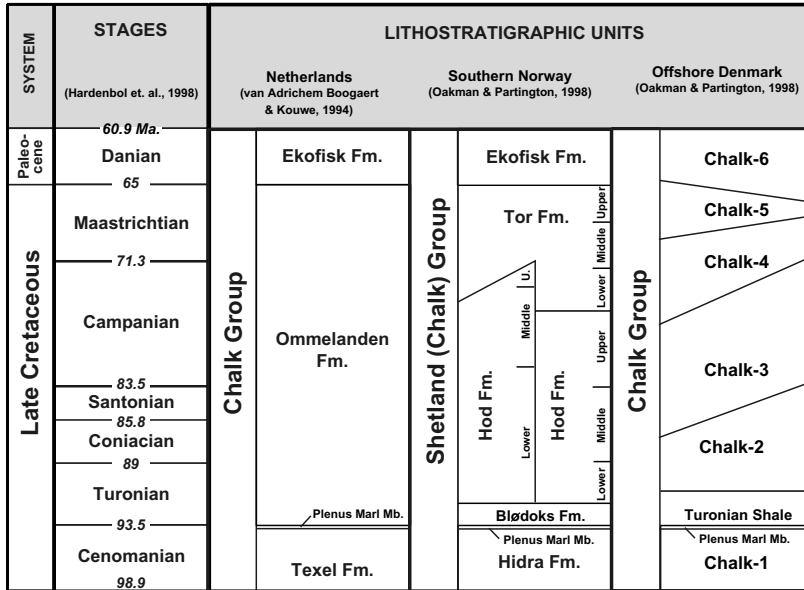 SYSTEM
STAGES
(Hardenbol et. al., 1998)
LITHOSTRATIGRAPHIC UNITS
Netherlands
(van Adrichem Boogaert
& Kouwe, 1994)
Southern Norway
(Oakman & Partington, 1998)
Offshore Denmark
(Oakman & Partington, 1998)
Paleo-
cene
Late Cretaceous
60.9 Ma.
Danian
65
Maastrichtian
71.3
Campanian
83.5
Santonian
85.8
Coniacian
89
Turonian
93.5
Cenomanian
98.9
Chalk Group
Ekofisk Fm.
Ommelanden
Fm.
Plenus Marl Mb.
Texel Fm.
Shetland (Chalk) Group
Ekofisk Fm.
Tor Fm.
Upper
Middle
Lower
Hod Fm.
U.
Middle
Lower
Hod Fm.
Upper
Middle
Lower
Blødoks Fm.
Plenus Marl Mb.
Hidra Fm.
Chalk Group
Chalk-6
Chalk-5
Chalk-4
Chalk-3
Chalk-2
Turonian Shale
Plenus Marl Mb.
Chalk-1